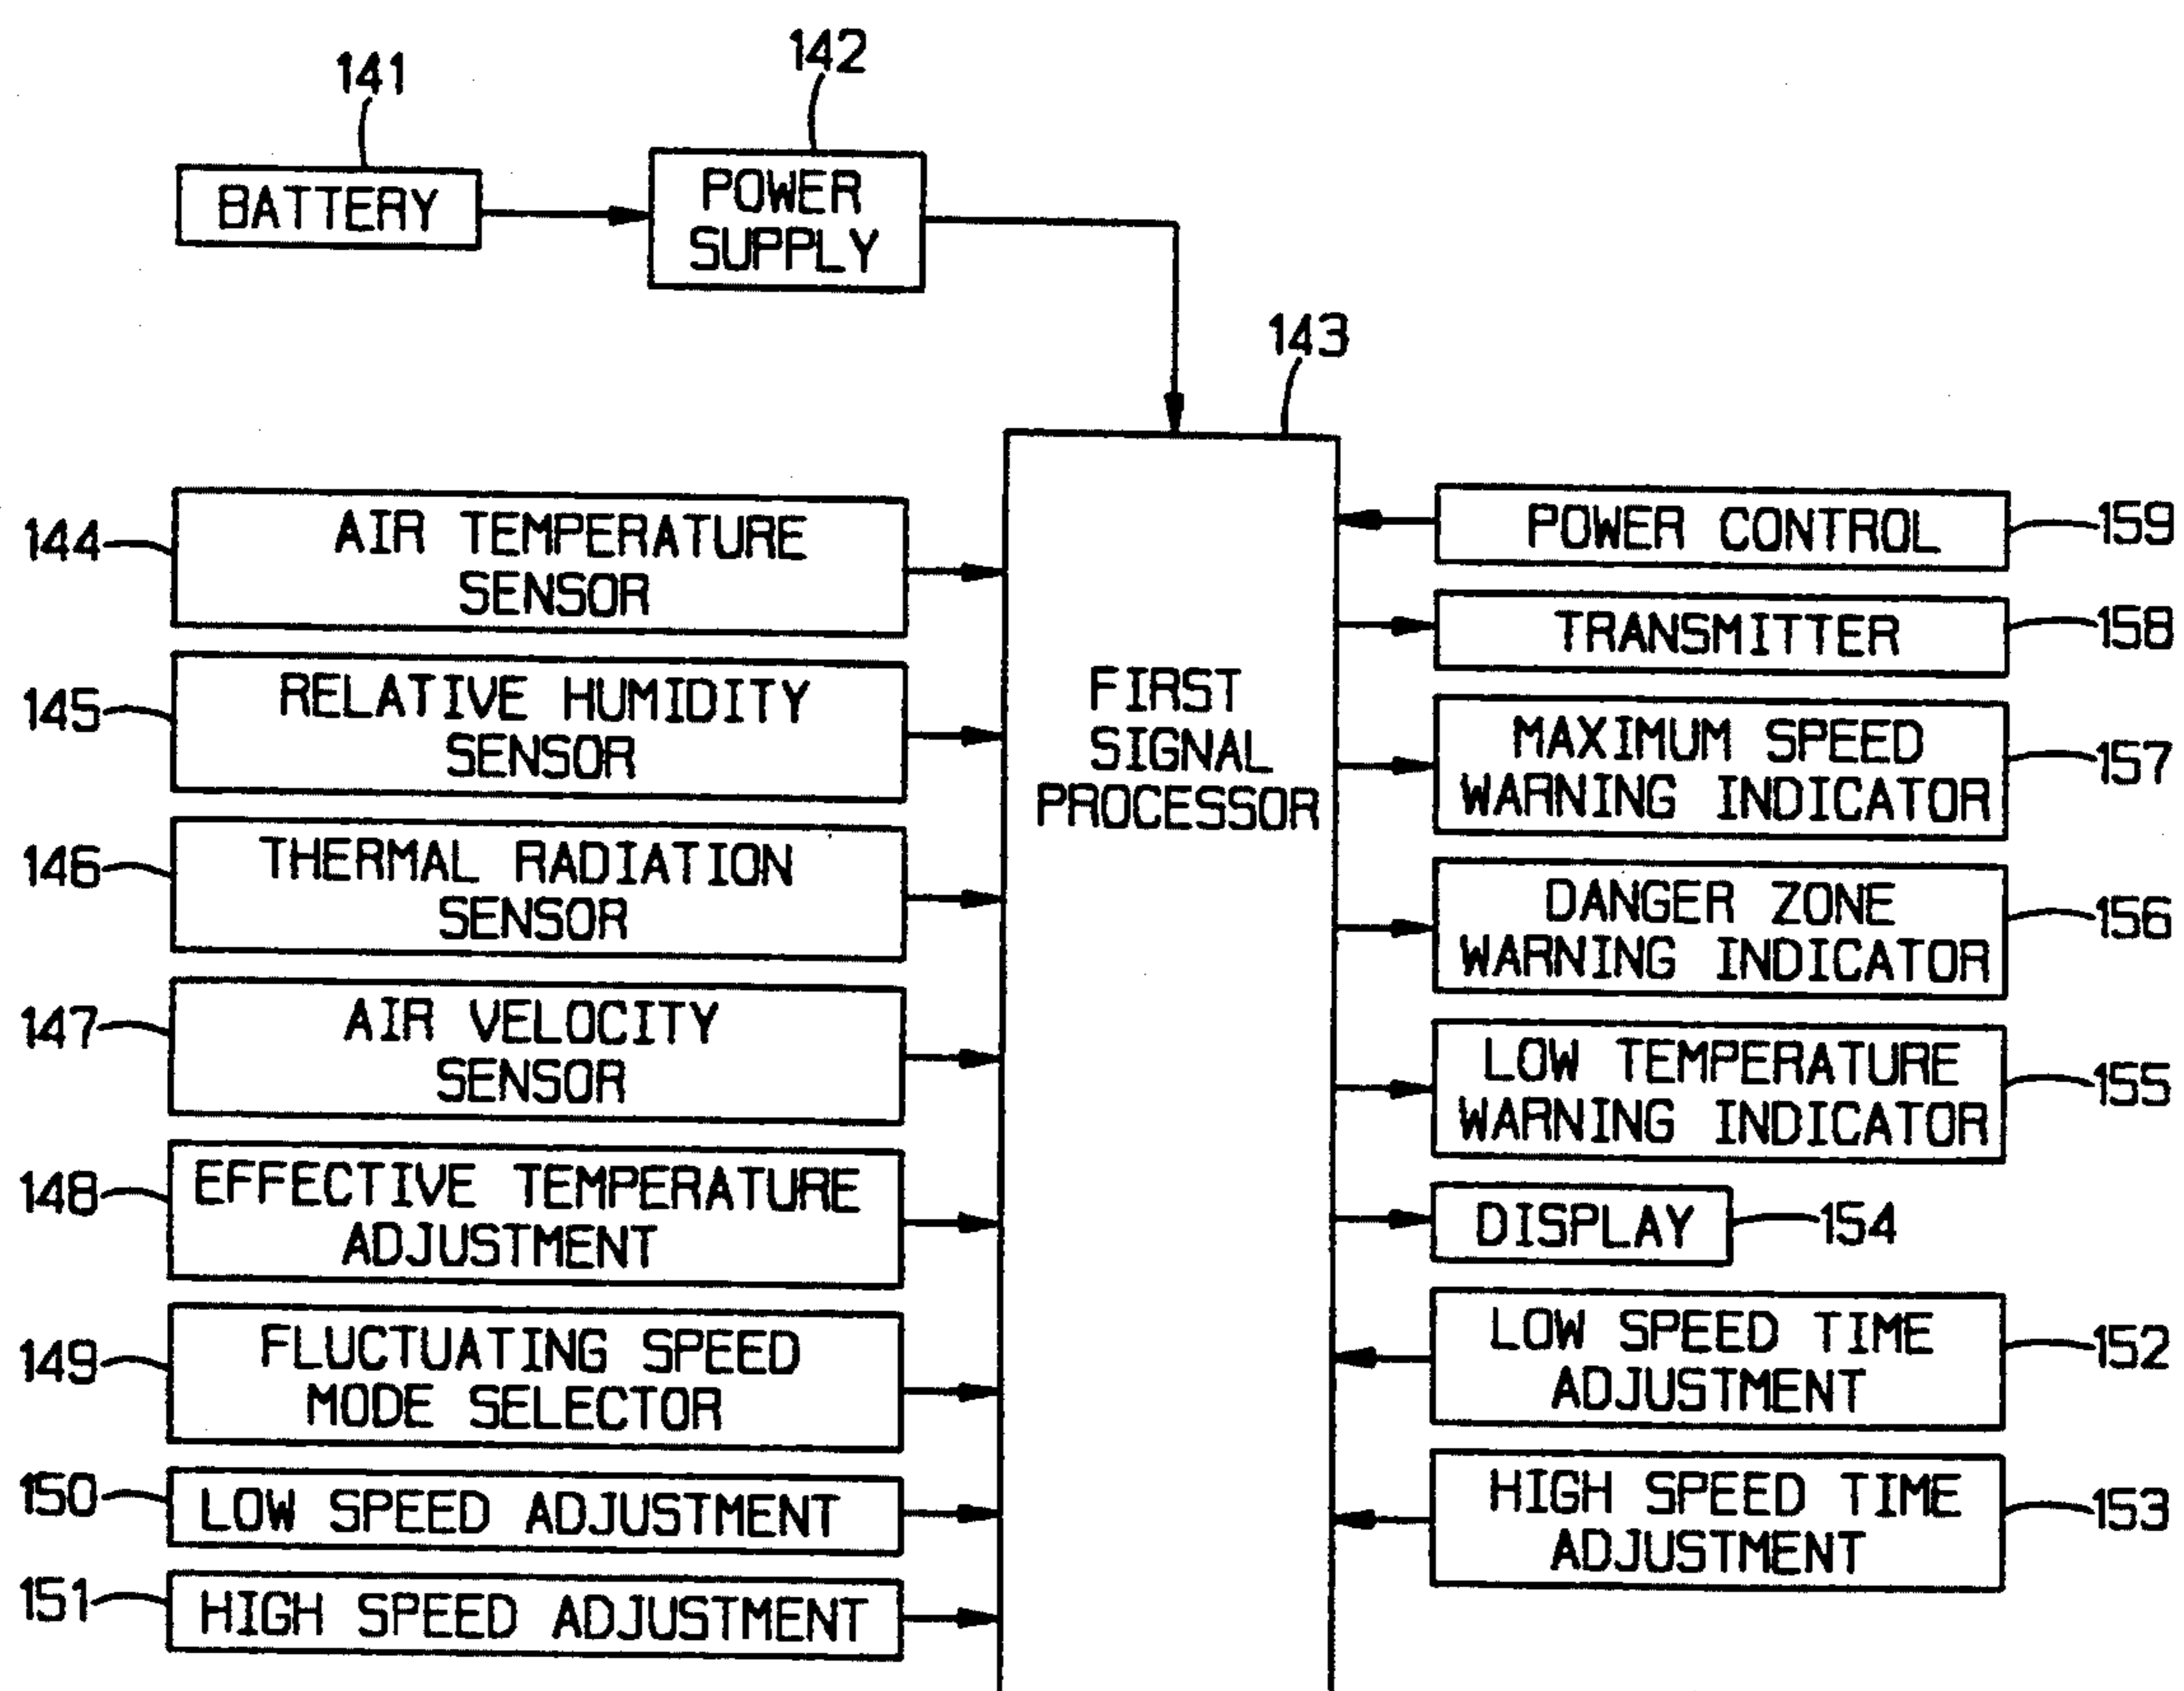 141
142
BATTERY
POWER
SUPPLY
143
144
AIR TEMPERATURE
SENSOR
145
RELATIVE HUMIDITY
SENSOR
146
THERMAL RADIATION
SENSOR
147
AIR VELOCITY
SENSOR
148
EFFECTIVE TEMPERATURE
ADJUSTMENT
149
FLUCTUATING SPEED
MODE SELECTOR
150
LOW SPEED ADJUSTMENT
151
HIGH SPEED ADJUSTMENT
FIRST
SIGNAL
PROCESSOR
POWER CONTROL
159
TRANSMITTER
158
MAXIMUM SPEED
WARNING INDICATOR
157
DANGER ZONE
WARNING INDICATOR
156
LOW TEMPERATURE
WARNING INDICATOR
155
DISPLAY
154
LOW SPEED TIME
ADJUSTMENT
152
HIGH SPEED TIME
ADJUSTMENT
153